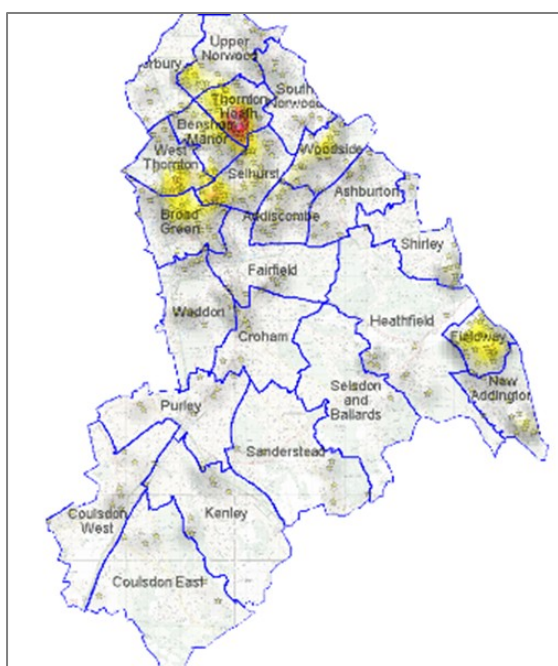 Upper
Norwood
rbury
Thornton
Heath
South
Norwood
Bensham
Manor
West
Thornton
Woodside
Selhurst
Ashburton
Broad
Green
Addiscombe
Shirley
Fairfield
Waddon
Heathfield
Croham
Fieldway
New
Addington
Selsdon
and
Ballards
Purley
Sanderstead
Coulsdon
West
Kenley
Coulsdon East